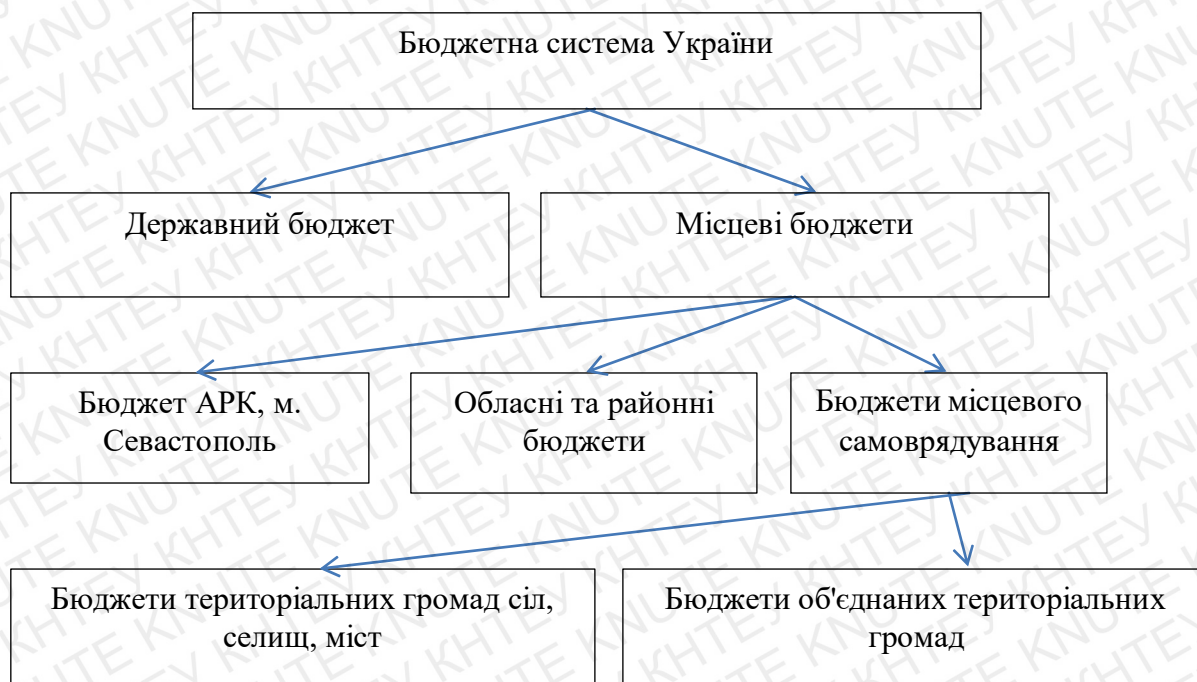 Бюджетна система України
Державний бюджет
Місцеві бюджети
Бюджет АРК, м.
Севастополь
Обласні та районні
бюджети
Бюджети місцевого
самоврядування
Бюджети територіальних громад сіл,
селищ, міст
Бюджети об'єднаних територіальних
громад